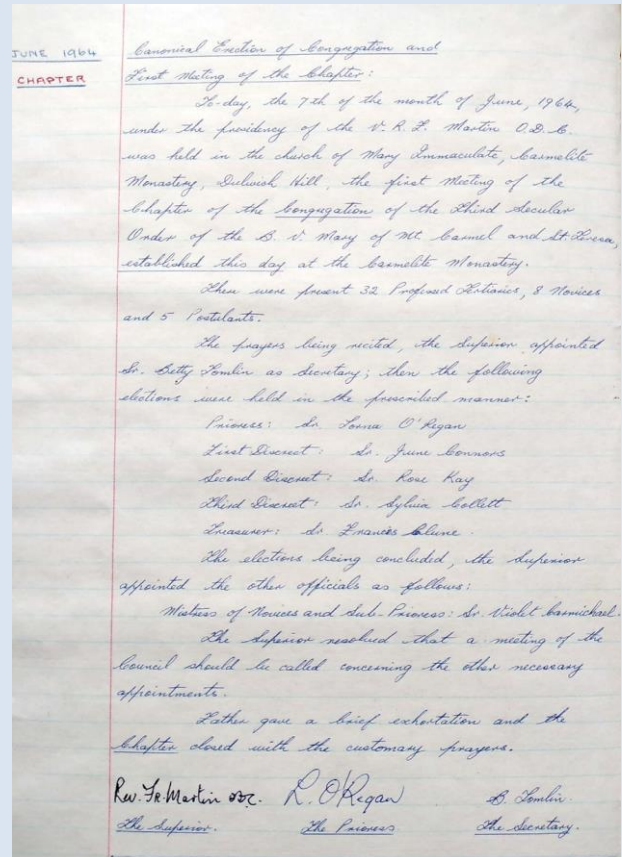 JUNE 1964
CHAPTER
Canonical Erection of Congregation and
First Meeting of the Chapter:
To-day, the 7th of the month of June, 1964,
under the presidency of the V. R. F. Martin O.D.C.
was held in the church of Mary Immaculate, Carmelite
Monastery, Dulwich Hill, the first Meeting of the
Chapter of the Congregation of the Third Secular
Order of the B. V. Mary of Mt. Carmel and St. Teresa,
established this day at the Carmelite Monastery.
There were present 32 Professed Tertiaries, 8 Novices
and 5 Postulants.
The prayers being recited, the Superior appointed
Sr. Betty Tomlin as Secretary; then the following
elections were held in the prescribed manner:
Prioress: Sr Lorna O'Regan
First Discreet: Sr. June Connors
Second Discreet: Sr. Rose Kay
Third Discreet: Sr. Sylvia Collett
Treasurer: Sr. Frances Clune.
The elections being concluded, the Superior
appointed the other officials as follows:
Mistress of Novices and Sub-Prioress: Sr. Violet Carmichael.
The Superior resolved that a meeting of the
Council should be called concerning the other necessary
appointments.
Father gave a brief exhortation and the
Chapter closed with the customary prayers.
Rev. Fr. Martin ODC. L. O'Regan B. Tomlin.
The Superior. The Prioress The Secretary.